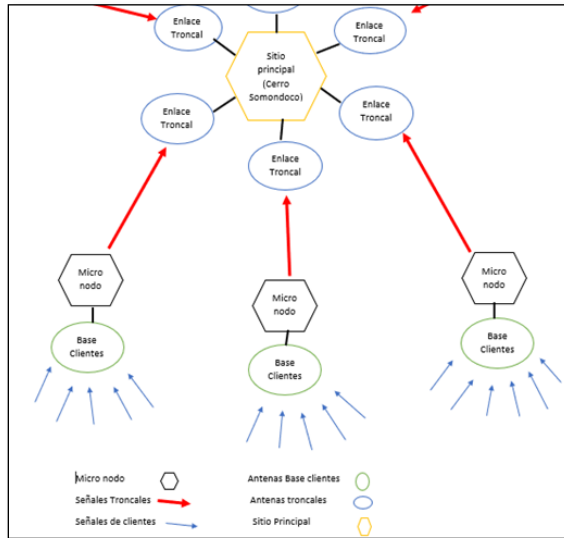 Enlace
Troncal
Enlace
Troncal
Sitio
principal
(Cerro
Somondoco)
Enlace
Troncal
Enlace
Troncal
Enlace
Troncal
Micro
nodo
Base
Clientes
Micro
nodo
Base
Clientes
Micro
nodo
Base
Clientes
Micro nodo
Antenas Base clientes
Señales Troncales
Antenas troncales
Señales de clientes
Sitio Principal